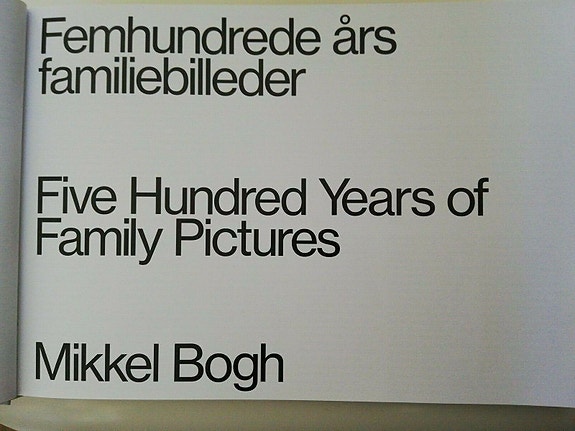 Femhundrede års
familiebilleder
Five Hundred Years of
Family Pictures
Mikkel Bogh